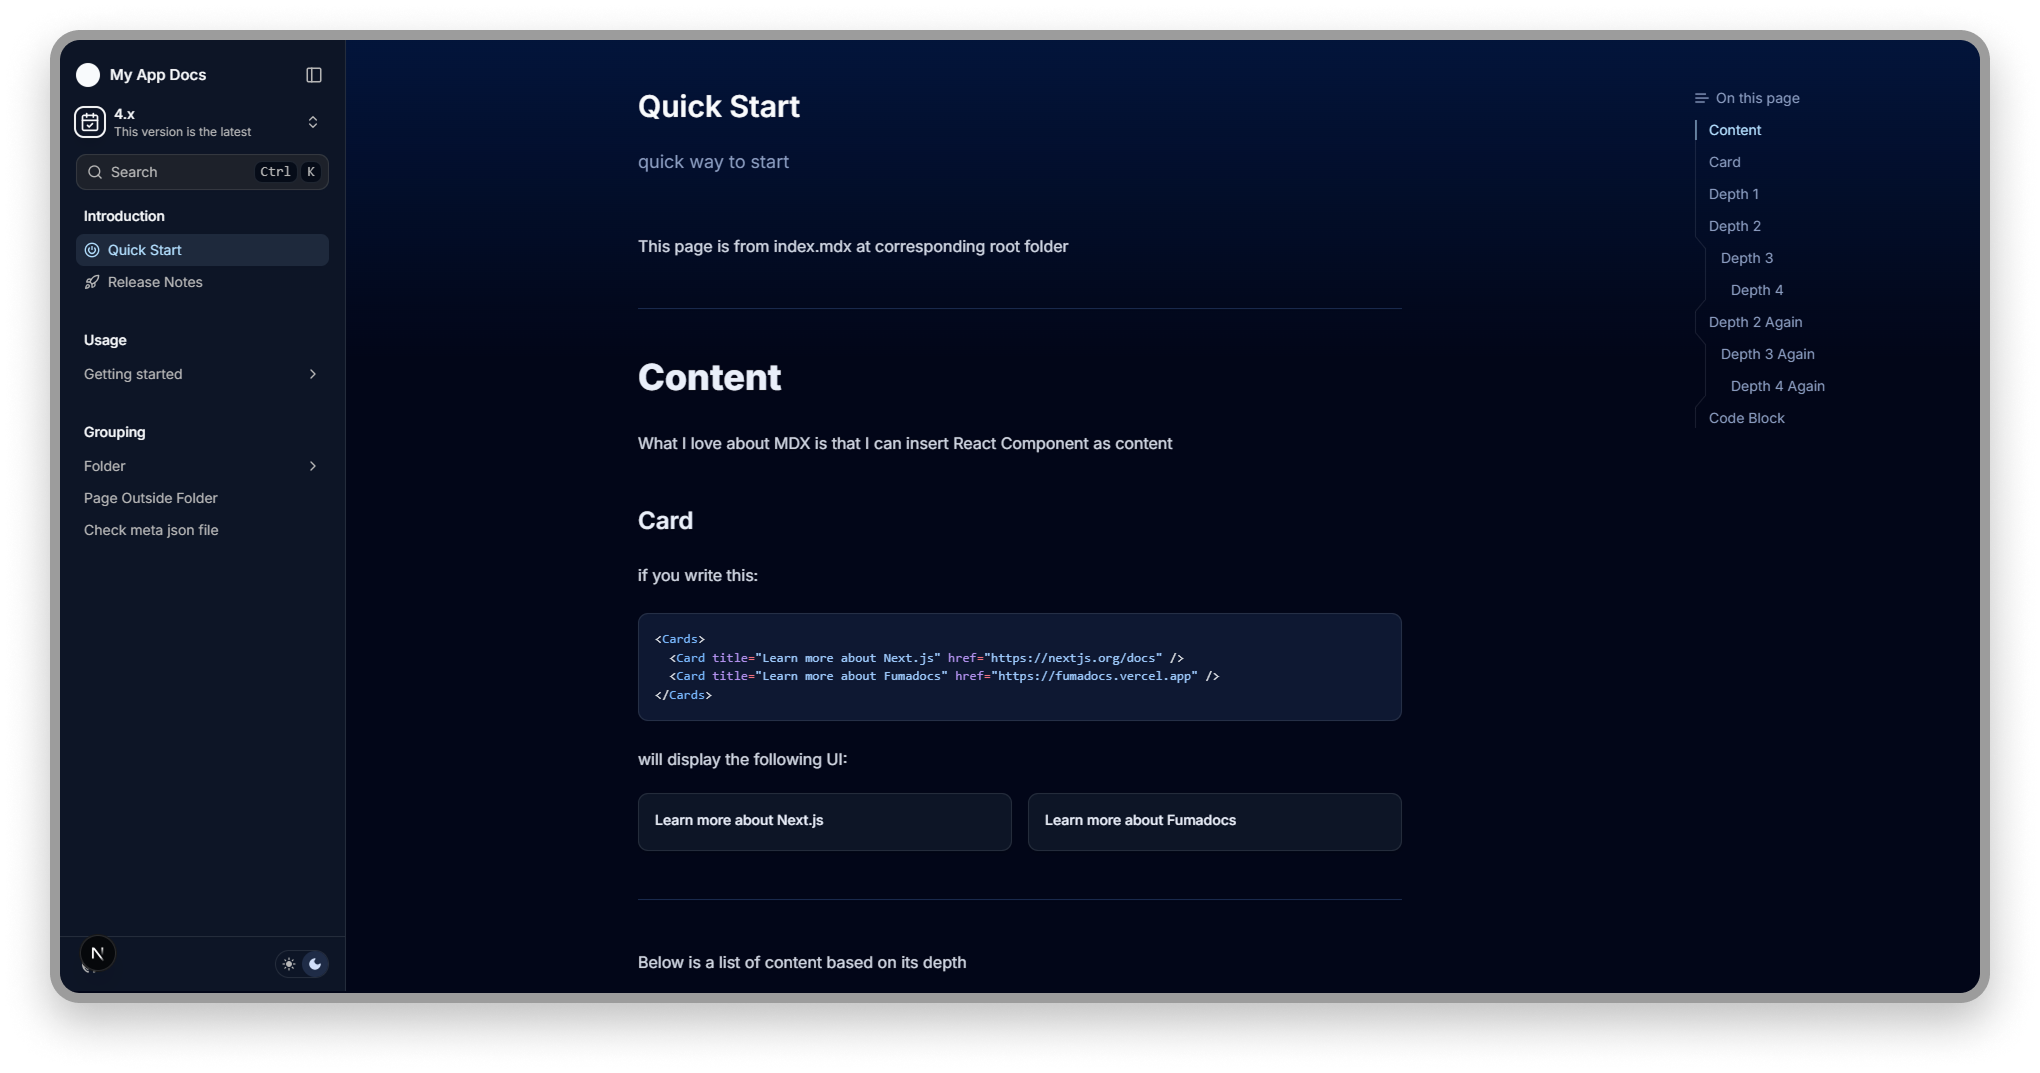 My App Docs
4.x
This version is the latest
Search
Ctrl K
Introduction
Quick Start
Release Notes
Usage
Getting started
Grouping
Folder
Page Outside Folder
Check meta json file
N
Quick Start
quick way to start
This page is from index.mdx at corresponding root folder
Content
What I love about MDX is that I can insert React Component as content
Card
if you write this:
<Cards>
  <Card title="Learn more about Next.js" href="https://nextjs.org/docs" />
  <Card title="Learn more about Fumadocs" href="https://fumadocs.vercel.app" />
</Cards>
will display the following UI:
Learn more about Next.js
Learn more about Fumadocs
Below is a list of content based on its depth
On this page
Content
Card
Depth 1
Depth 2
Depth 3
Depth 4
Depth 2 Again
Depth 3 Again
Depth 4 Again
Code Block